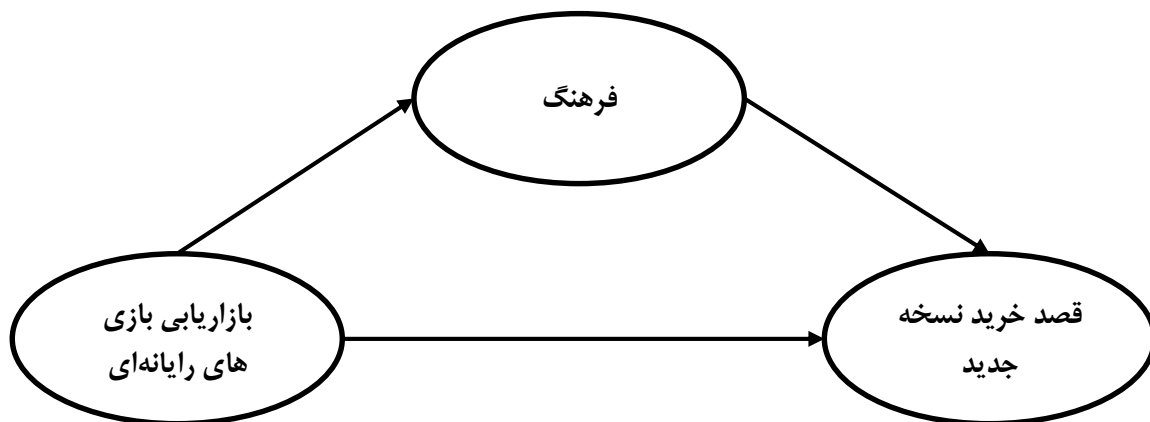 فرهنگ
قصد خرید نسخه
جدید
بازاریابی بازی
های رایانه‌ای